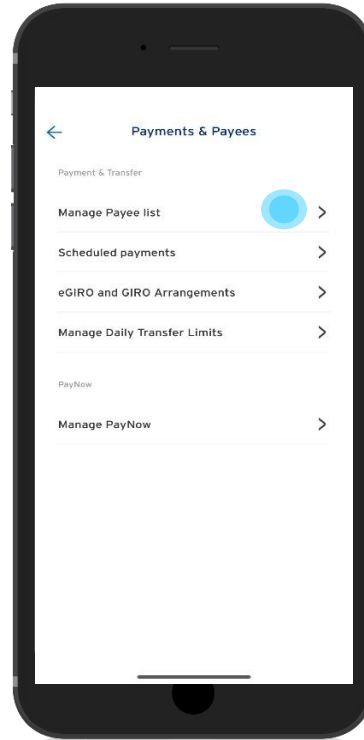 Payments & Payees
Payment & Transfer
Manage Payee list
Scheduled payments
eGIRO and GIRO Arrangements
Manage Daily Transfer Limits
PayNow
Manage PayNow